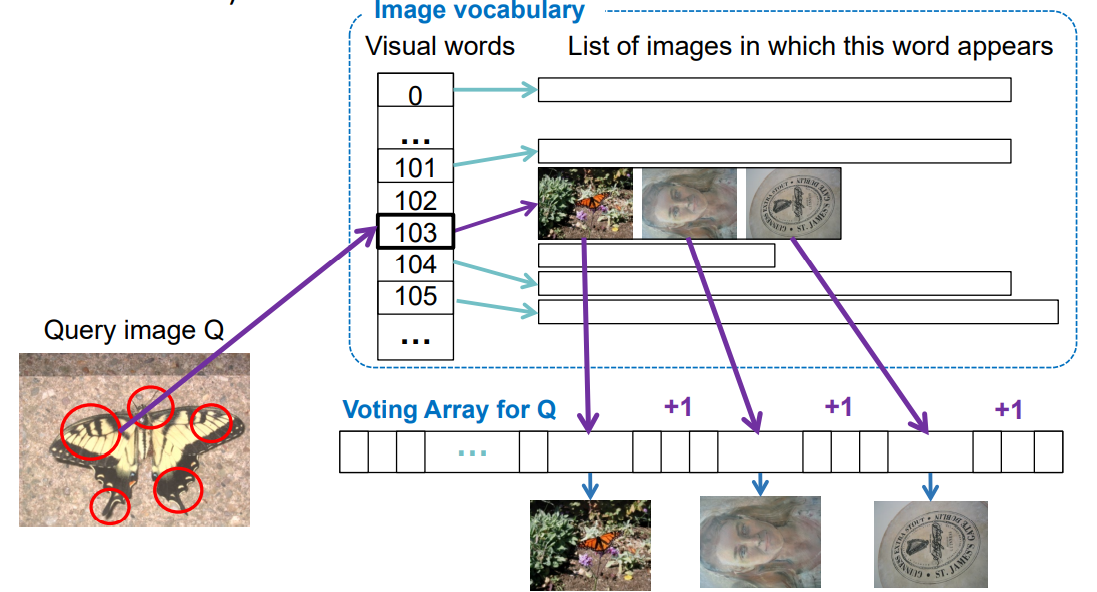 Image vocabulary
Visual words
List of images in which this word appears
0
...
101
102
103
104
105
...
Query image Q
Voting Array for Q
+1
+1
+1
...